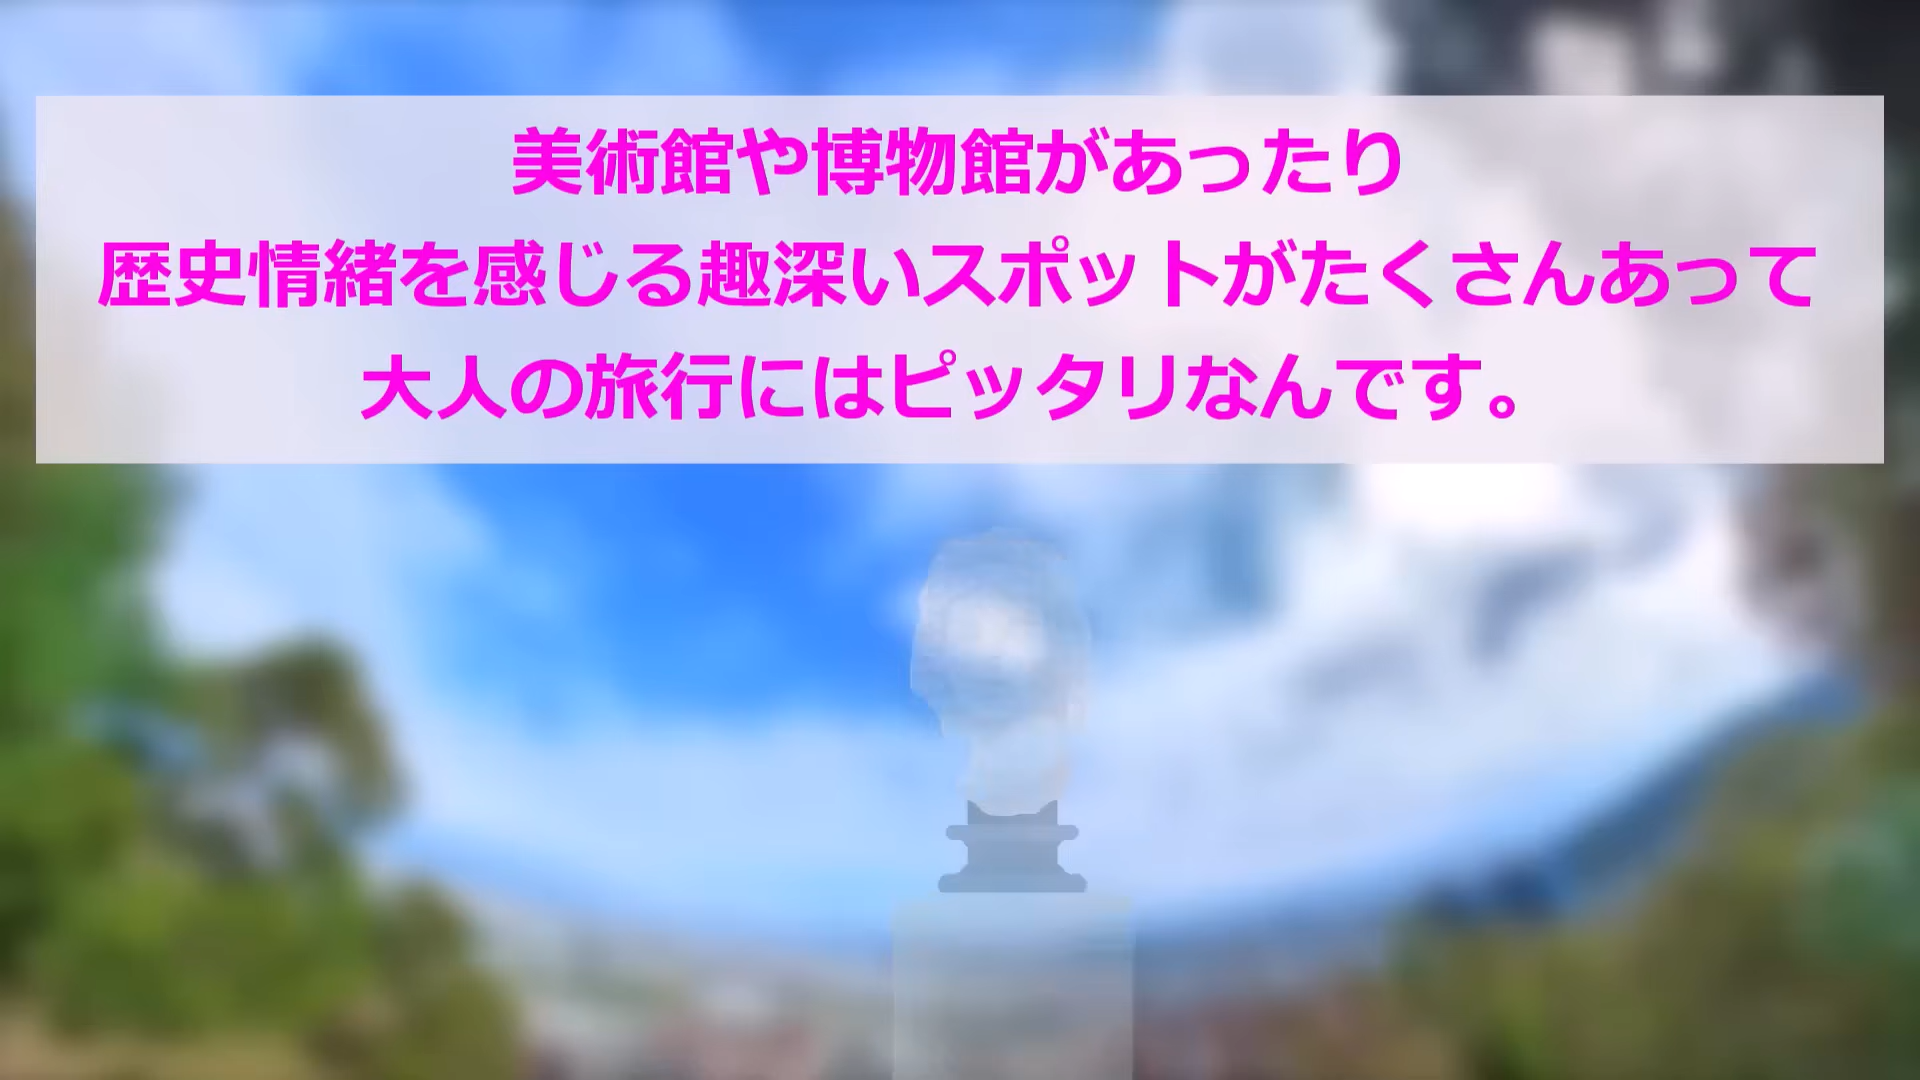 美術館や博物館があったり
歴史情緒を感じる趣深いスポットがたくさんあって
大人の旅行にはピッタリなんです。